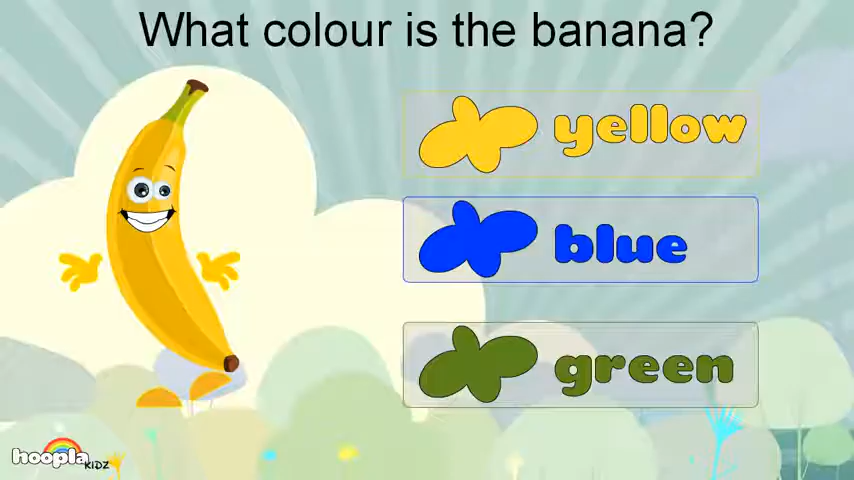 What colour is the banana?
yellow
blue
green
hoopla KIDZ